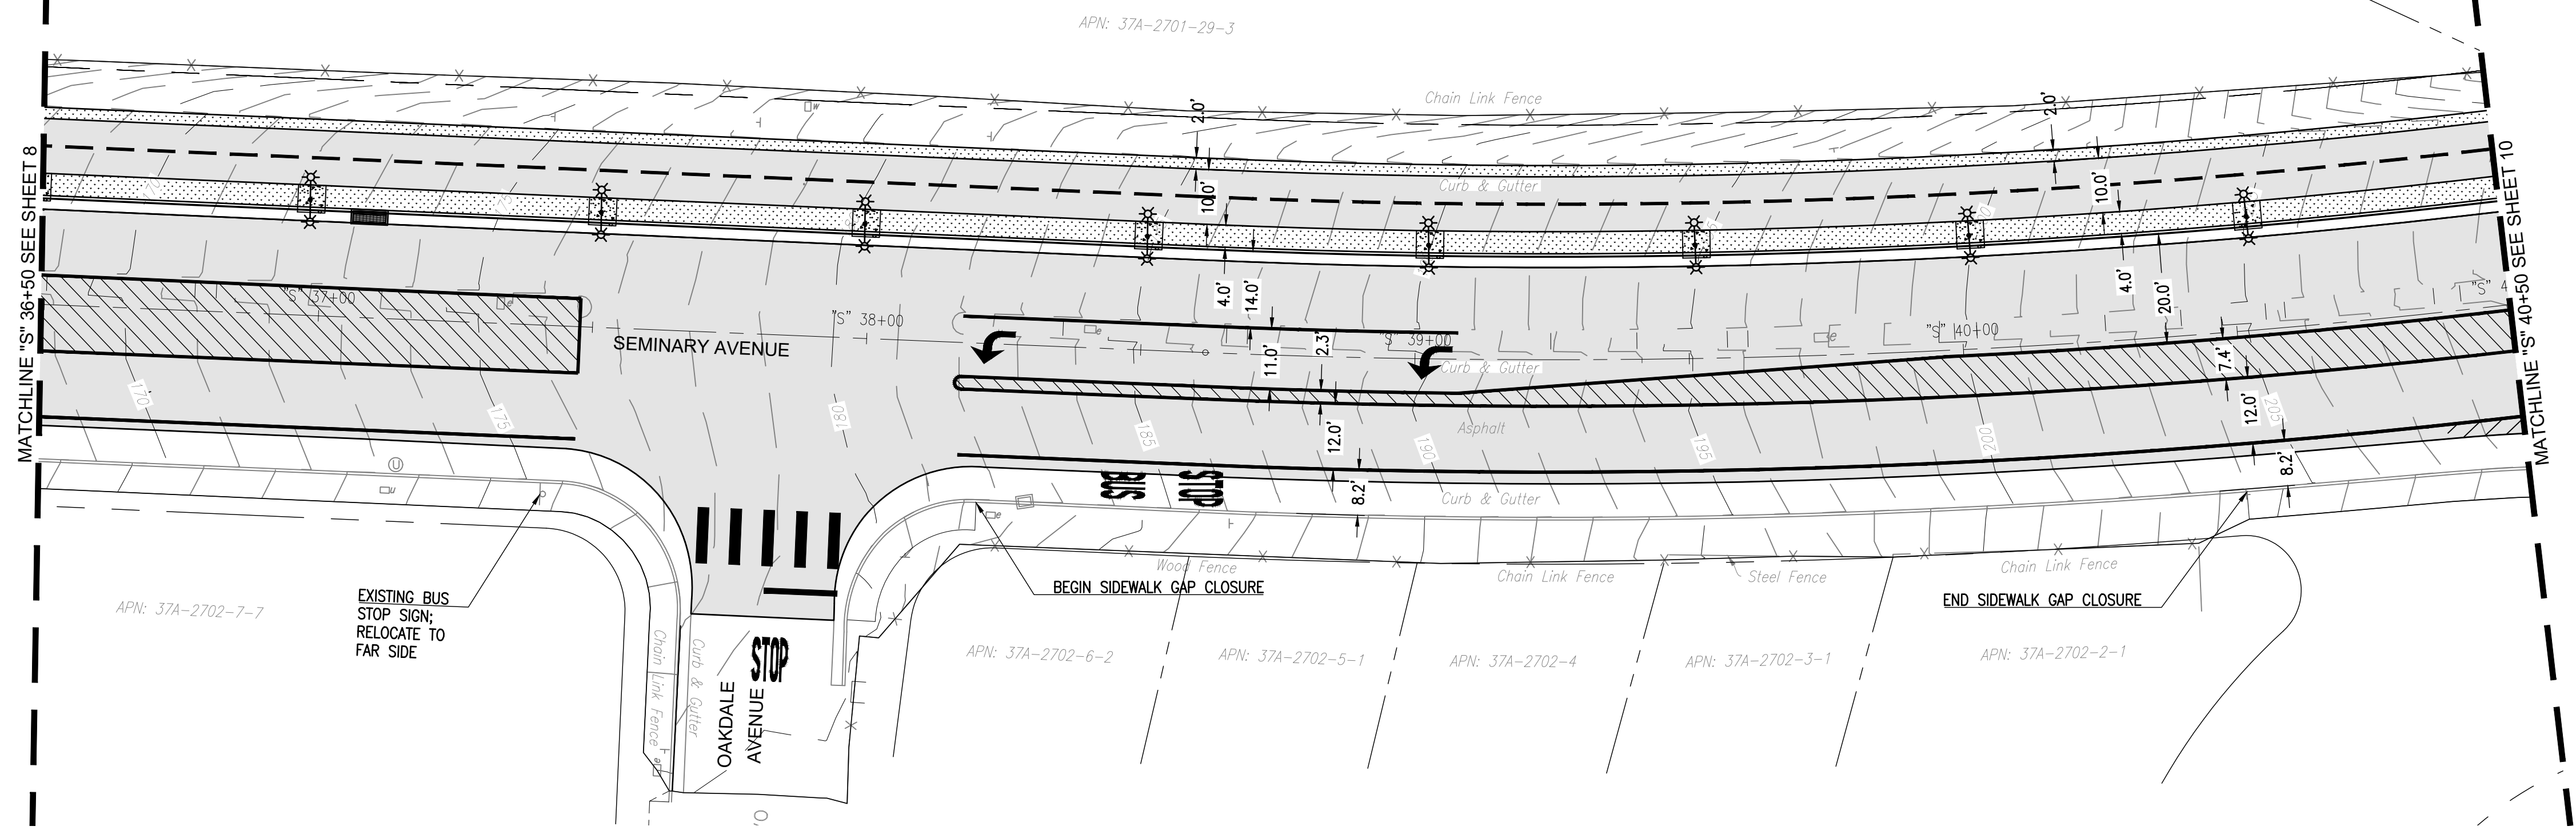 APN: 37A-2701-29-3
Chain Link Fence
MATCHLINE "S" 36+50 SEE SHEET 8
MATCHLINE "S" 40+50 SEE SHEET 10
2.0'
2.0'
10.0'
10.0'
Curb & Gutter
w
170
175
4.0'
14.0'
4.0'
20.0'
"S" 37+00
e
"S" 38+00
e
"S" 39+00
e
"S" 40+00
"S" 4
SEMINARY AVENUE
11.0'
2.3'
Curb & Gutter
7.4'
170
175
180
185
190
195
200
205
12.0'
12.0'
Asphalt
8.2'
8.2'
U
u
BUS
STOP
Curb & Gutter
e
EXISTING BUS
STOP SIGN;
RELOCATE TO
FAR SIDE
BEGIN SIDEWALK GAP CLOSURE
END SIDEWALK GAP CLOSURE
Wood Fence
Chain Link Fence
Steel Fence
Chain Link Fence
APN: 37A-2702-7-7
APN: 37A-2702-6-2
APN: 37A-2702-5-1
APN: 37A-2702-4
APN: 37A-2702-3-1
APN: 37A-2702-2-1
Chain Link Fence
Curb & Gutter
STOP
OAKDALE
AVENUE
e